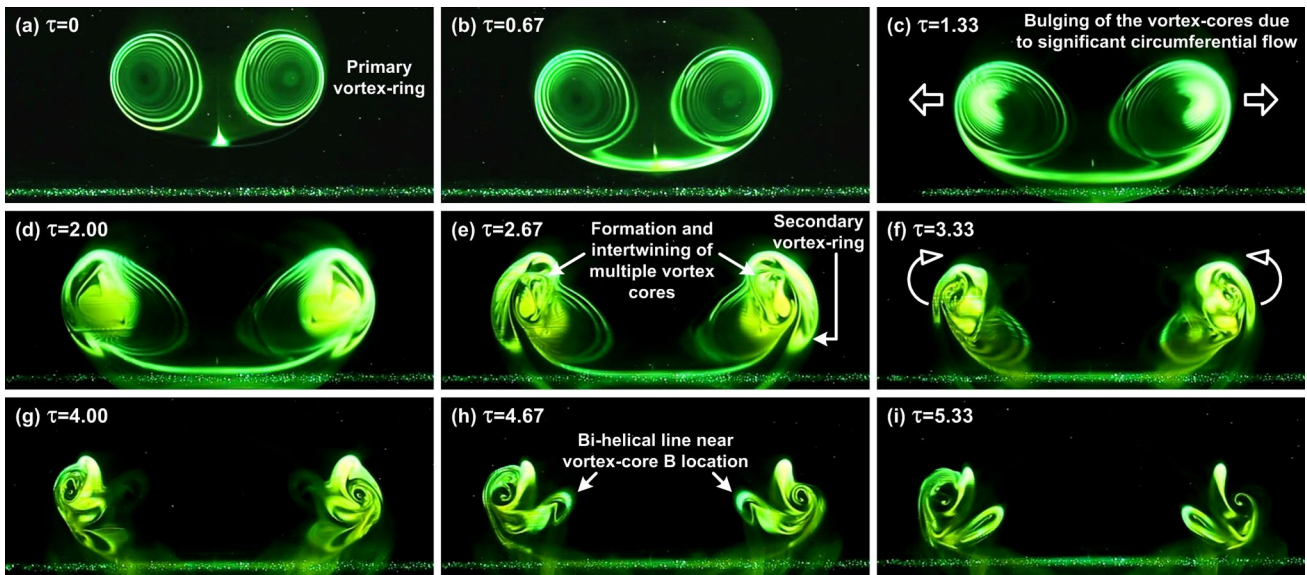 (a) τ=0
Primary
vortex-ring
(b) τ=0.67
(c) τ=1.33
Bulging of the vortex-cores due
to significant circumferential flow
(d) τ=2.00
(e) τ=2.67
Formation and
intertwining of
multiple vortex
cores
Secondary
vortex-ring
(f) τ=3.33
(g) τ=4.00
(h) τ=4.67
Bi-helical line near
vortex-core B location
(i) τ=5.33